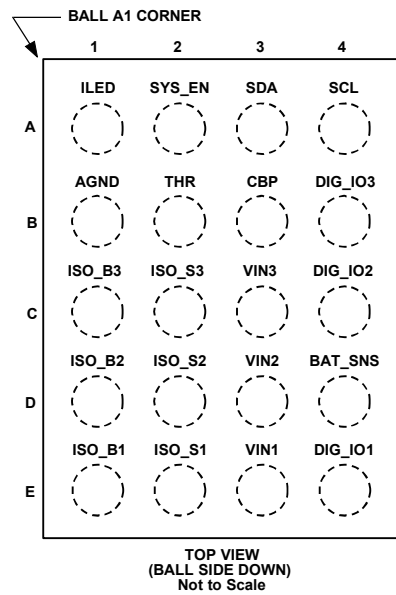 BALL A1 CORNER
1 2 3 4
ILED SYS_EN SDA SCL
A
AGND THR CBP DIG_IO3
B
ISO_B3 ISO_S3 VIN3 DIG_IO2
C
ISO_B2 ISO_S2 VIN2 BAT_SNS
D
ISO_B1 ISO_S1 VIN1 DIG_IO1
E
TOP VIEW
(BALL SIDE DOWN)
Not to Scale